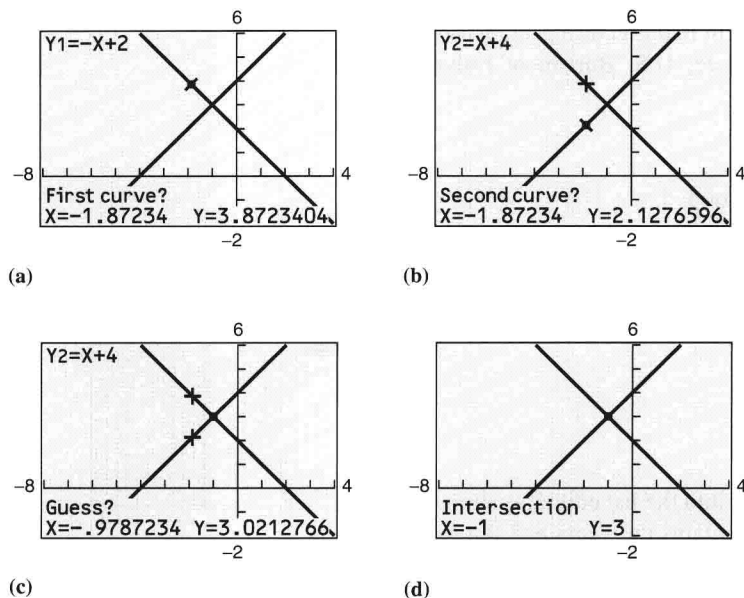 6
Y1=-X+2
-8
4
First curve?
X=-1.87234 Y=3.8723404
-2
(a)
6
Y2=X+4
-8
4
Second curve?
X=-1.87234 Y=2.1276596
-2
(b)
6
Y2=X+4
-8
4
Guess?
X=-.9787234 Y=3.0212766
-2
(c)
6
-8
4
Intersection
X=-1 Y=3
-2
(d)